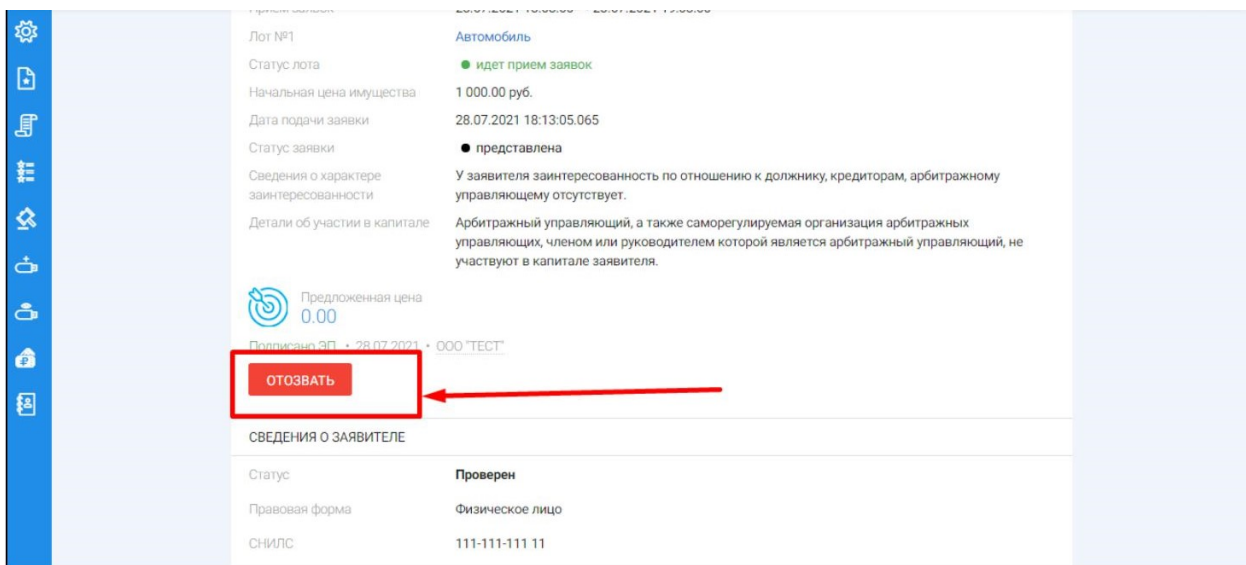 Лот №1 Автомобиль
Статус лота идет прием заявок
Начальная цена имущества 1 000.00 руб.
Дата подачи заявки 28.07.2021 18:13:05.065
Статус заявки представлена
Сведения о характере заинтересованности У заявителя заинтересованность по отношению к должнику, кредиторам, арбитражному
управляющему отсутствует.
Детали об участии в капитале Арбитражный управляющий, а также саморегулируемая организация арбитражных
управляющих, членом или руководителем которой является арбитражный управляющий, не
участвуют в капитале заявителя.
Предложенная цена
0.00
Подписано ЭП • 28.07.2021 • ООО "ТЕСТ"
ОТОЗВАТЬ
СВЕДЕНИЯ О ЗАЯВИТЕЛЕ
Статус Проверен
Правовая форма Физическое лицо
СНИЛС 111-111-111 11